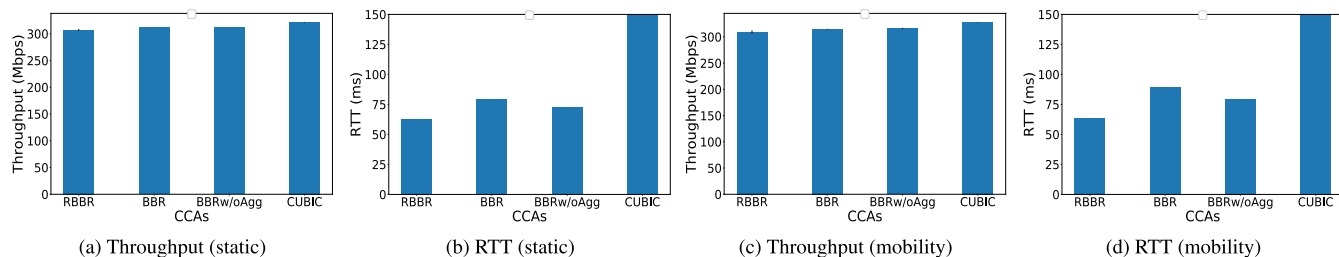 Throughput (Mbps)
300
250
200
150
100
50
0
RBBR BBR BBRw/oAgg CUBIC
CCAs
(a) Throughput (static)
RTT (ms)
150
125
100
75
50
25
0
RBBR BBR BBRw/oAgg CUBIC
CCAs
(b) RTT (static)
Throughput (Mbps)
300
250
200
150
100
50
0
RBBR BBR BBRw/oAgg CUBIC
CCAs
(c) Throughput (mobility)
RTT (ms)
150
125
100
75
50
25
0
RBBR BBR BBRw/oAgg CUBIC
CCAs
(d) RTT (mobility)